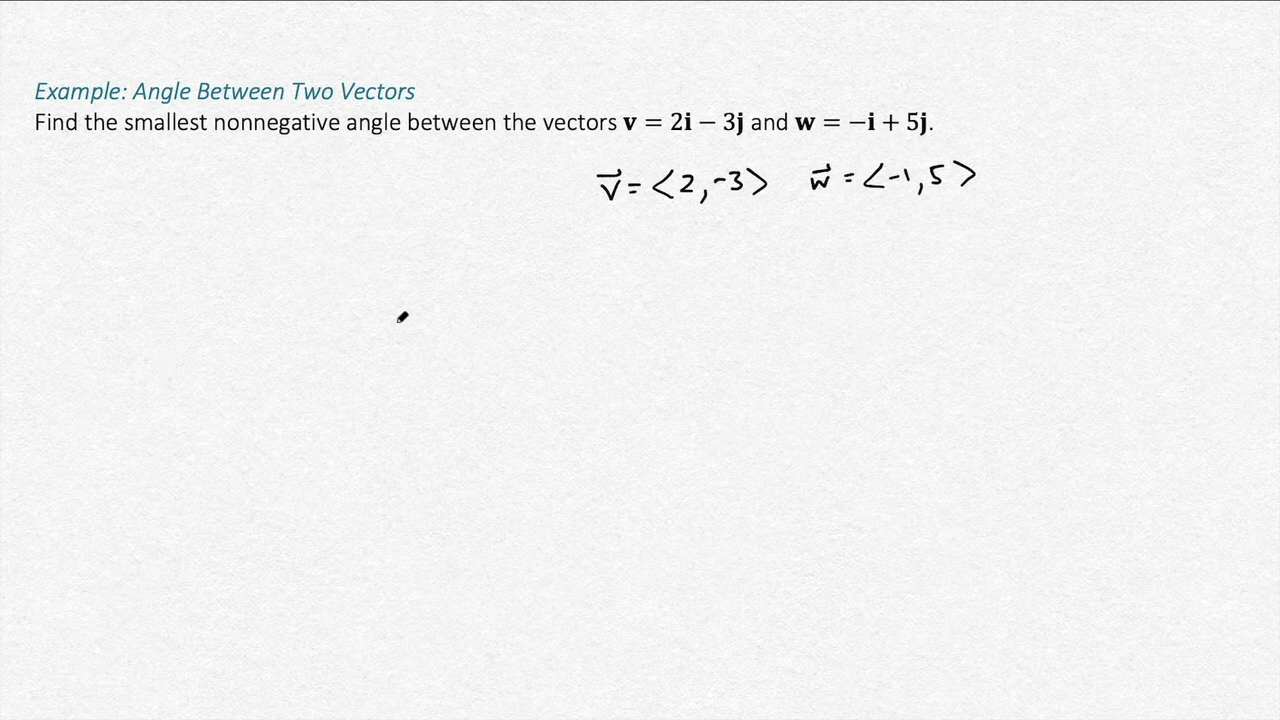 Example: Angle Between Two Vectors
Find the smallest nonnegative angle between the vectors v = 2i − 3j and w = −i + 5j.
v⃗ = <2, -3> w⃗ = <-1, 5>